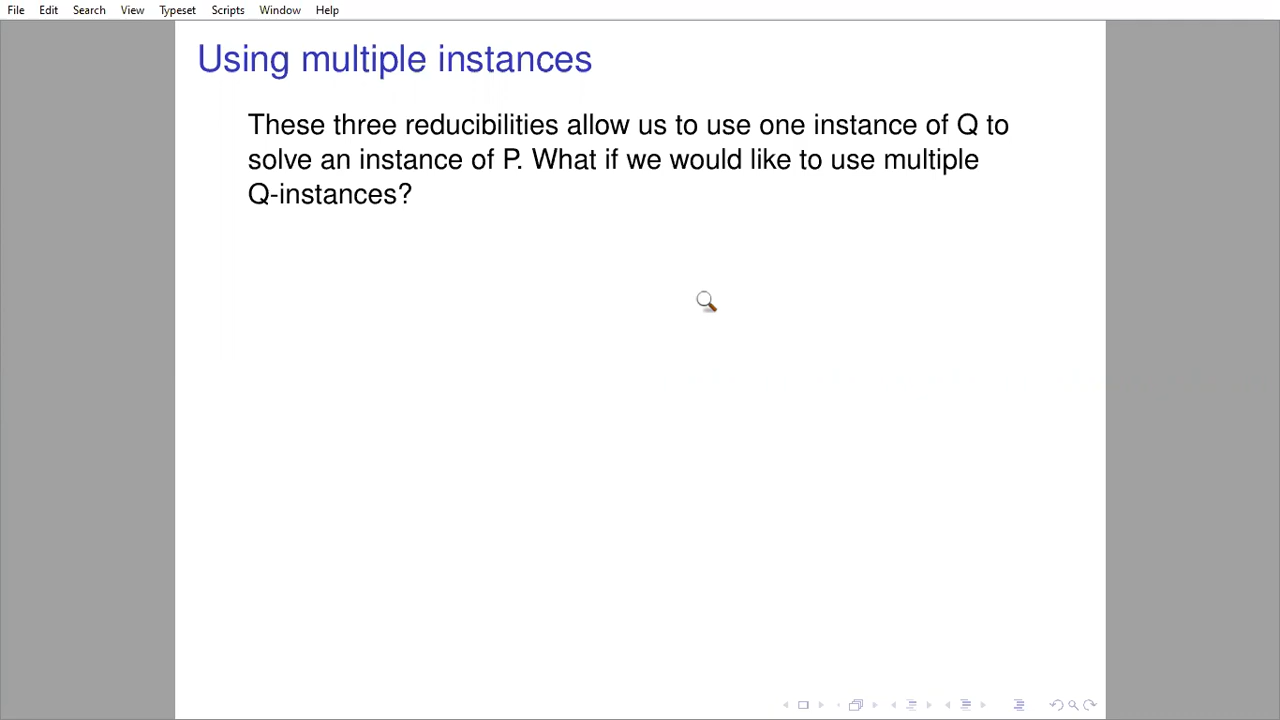 File Edit Search View Typeset Scripts Window Help
Using multiple instances
These three reducibilities allow us to use one instance of Q to
solve an instance of P. What if we would like to use multiple
Q-instances?